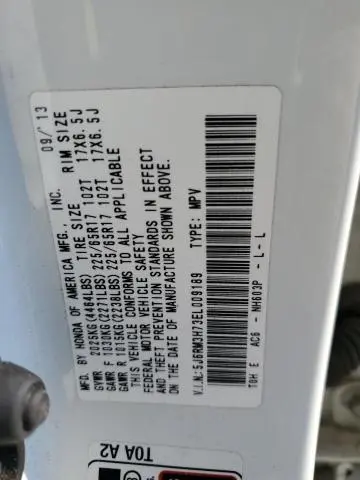 MFD. BY HONDA OF AMERICA MFG., INC. 09/13
TIRE SIZE RIM SIZE
GVWR 2025KG(4464LBS)
GAWR F 1030KG(2271LBS) 225/65R17 102T 17X6.5J
GAWR R 1015KG(2238LBS) 225/65R17 102T 17X6.5J
THIS VEHICLE CONFORMS TO ALL APPLICABLE
FEDERAL MOTOR VEHICLE SAFETY
AND THEFT PREVENTION STANDARDS IN EFFECT
ON THE DATE OF MANUFACTURE SHOWN ABOVE.
V.I.N.:5J6RM3H73EL009189 TYPE: MPV
TOH E AC6 - NH603P - L - L
TOA A2